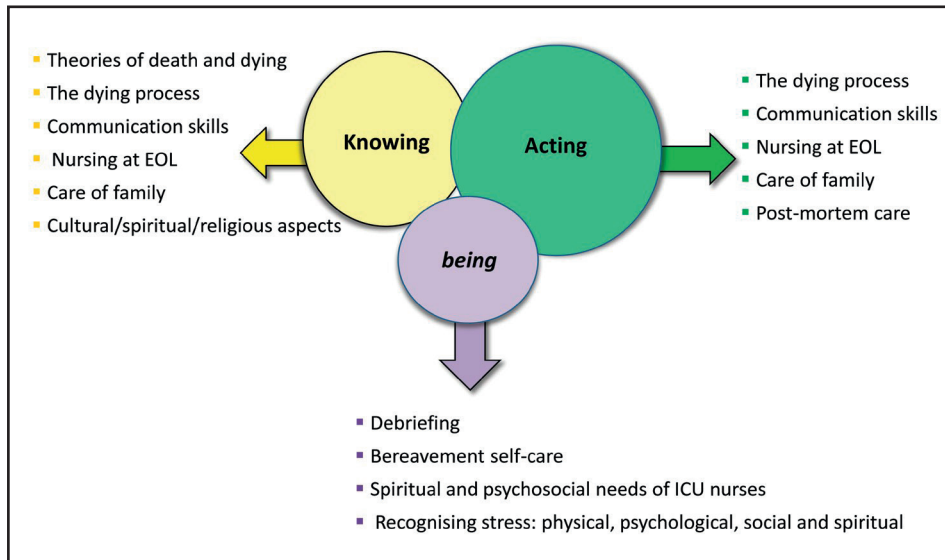 Theories of death and dying
The dying process
Communication skills
Nursing at EOL
Care of family
Cultural/spiritual/religious aspects
Knowing
Acting
being
The dying process
Communication skills
Nursing at EOL
Care of family
Post-mortem care
Debriefing
Bereavement self-care
Spiritual and psychosocial needs of ICU nurses
Recognising stress: physical, psychological, social and spiritual